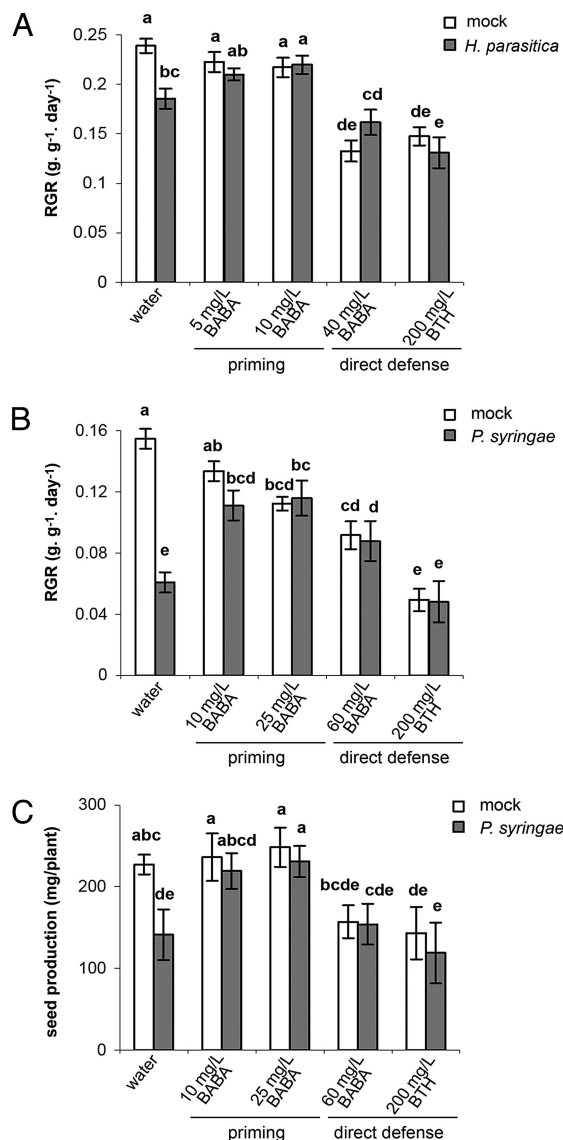 A
mock
H. parasitica
RGR (g. g-1. day-1)
0.25
0.2
0.15
0.1
0.05
0
a
bc
a
ab
a
a
de
cd
de
e
water
5 mg/L
BABA
10 mg/L
BABA
40 mg/L
BABA
200 mg/L
BTH
priming
direct defense
B
mock
P. syringae
RGR (g. g-1. day-1)
0.16
0.12
0.08
0.04
0
a
e
ab
bcd
bcd
bc
cd
d
e
e
water
10 mg/L
BABA
25 mg/L
BABA
60 mg/L
BABA
200 mg/L
BTH
priming
direct defense
C
mock
P. syringae
seed production (mg/plant)
300
200
100
0
abc
de
a
abcd
a
a
bcde
cde
de
e
water
10 mg/L
BABA
25 mg/L
BABA
60 mg/L
BABA
200 mg/L
BTH
priming
direct defense